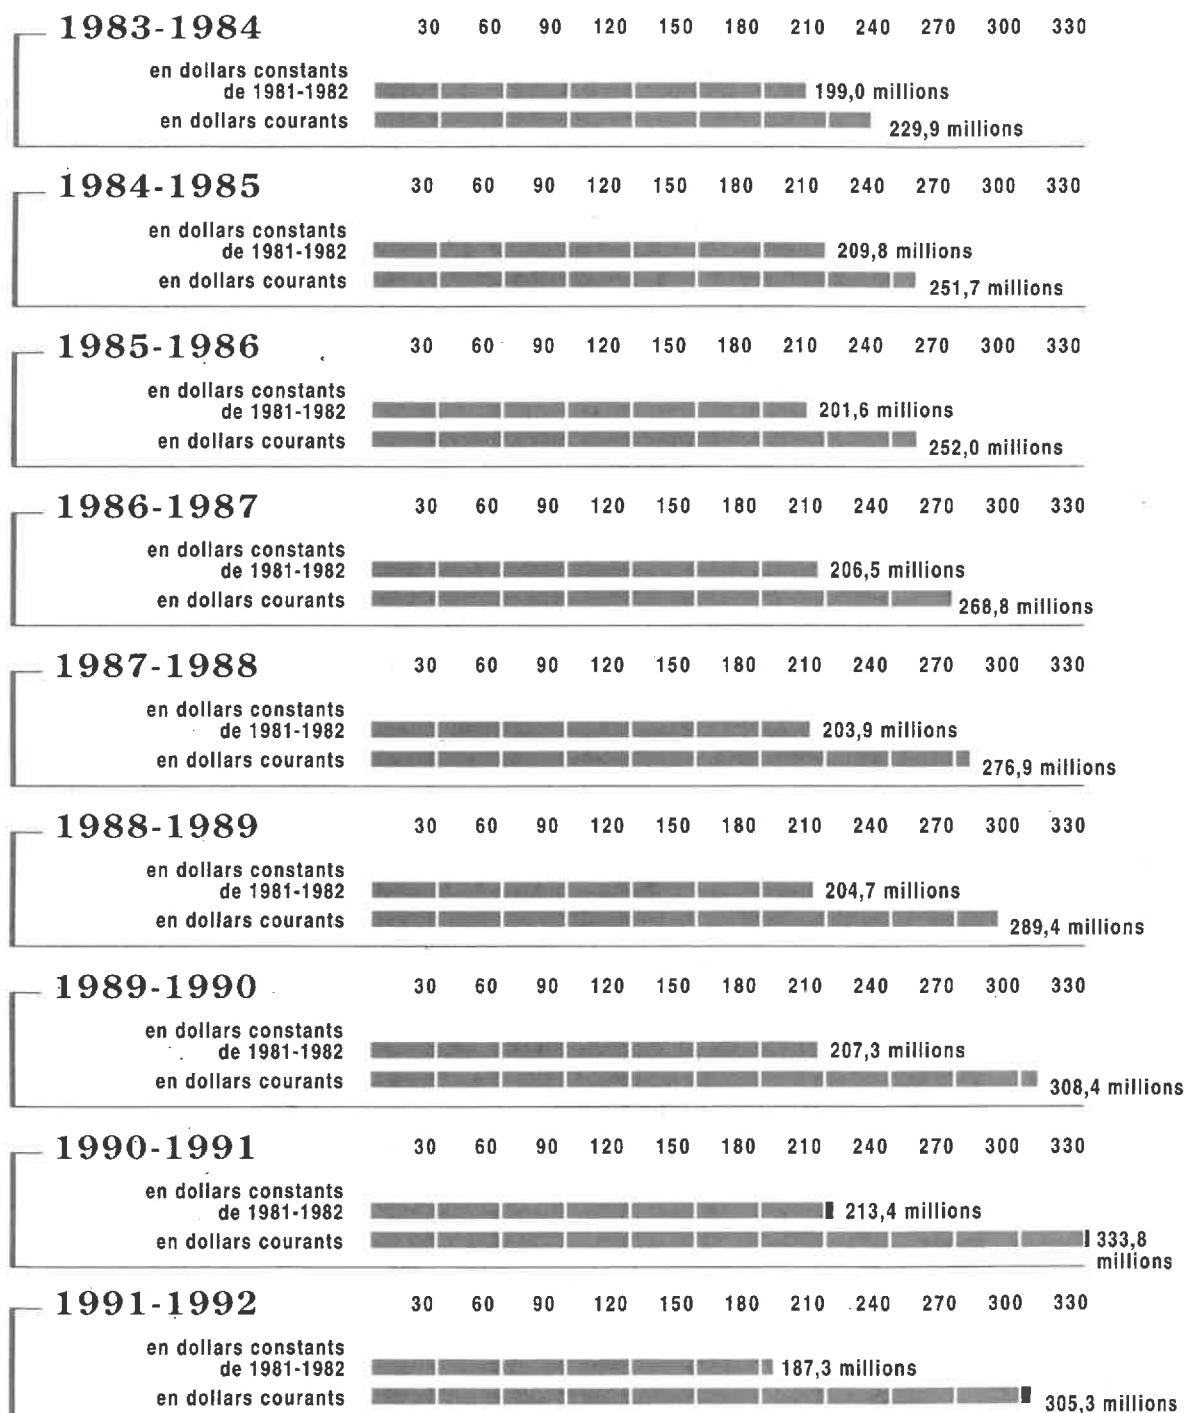 1983-1984 30 60 90 120 150 180 210 240 270 300 330
en dollars constants
de 1981-1982 199,0 millions
en dollars courants 229,9 millions
1984-1985 30 60 90 120 150 180 210 240 270 300 330
en dollars constants
de 1981-1982 209,8 millions
en dollars courants 251,7 millions
1985-1986 30 60 90 120 150 180 210 240 270 300 330
en dollars constants
de 1981-1982 201,6 millions
en dollars courants 252,0 millions
1986-1987 30 60 90 120 150 180 210 240 270 300 330
en dollars constants
de 1981-1982 206,5 millions
en dollars courants 268,8 millions
1987-1988 30 60 90 120 150 180 210 240 270 300 330
en dollars constants
de 1981-1982 203,9 millions
en dollars courants 276,9 millions
1988-1989 30 60 90 120 150 180 210 240 270 300 330
en dollars constants
de 1981-1982 204,7 millions
en dollars courants 289,4 millions
1989-1990 30 60 90 120 150 180 210 240 270 300 330
en dollars constants
de 1981-1982 207,3 millions
en dollars courants 308,4 millions
1990-1991 30 60 90 120 150 180 210 240 270 300 330
en dollars constants
de 1981-1982 213,4 millions
en dollars courants 333,8
millions
1991-1992 30 60 90 120 150 180 210 240 270 300 330
en dollars constants
de 1981-1982 187,3 millions
en dollars courants 305,3 millions